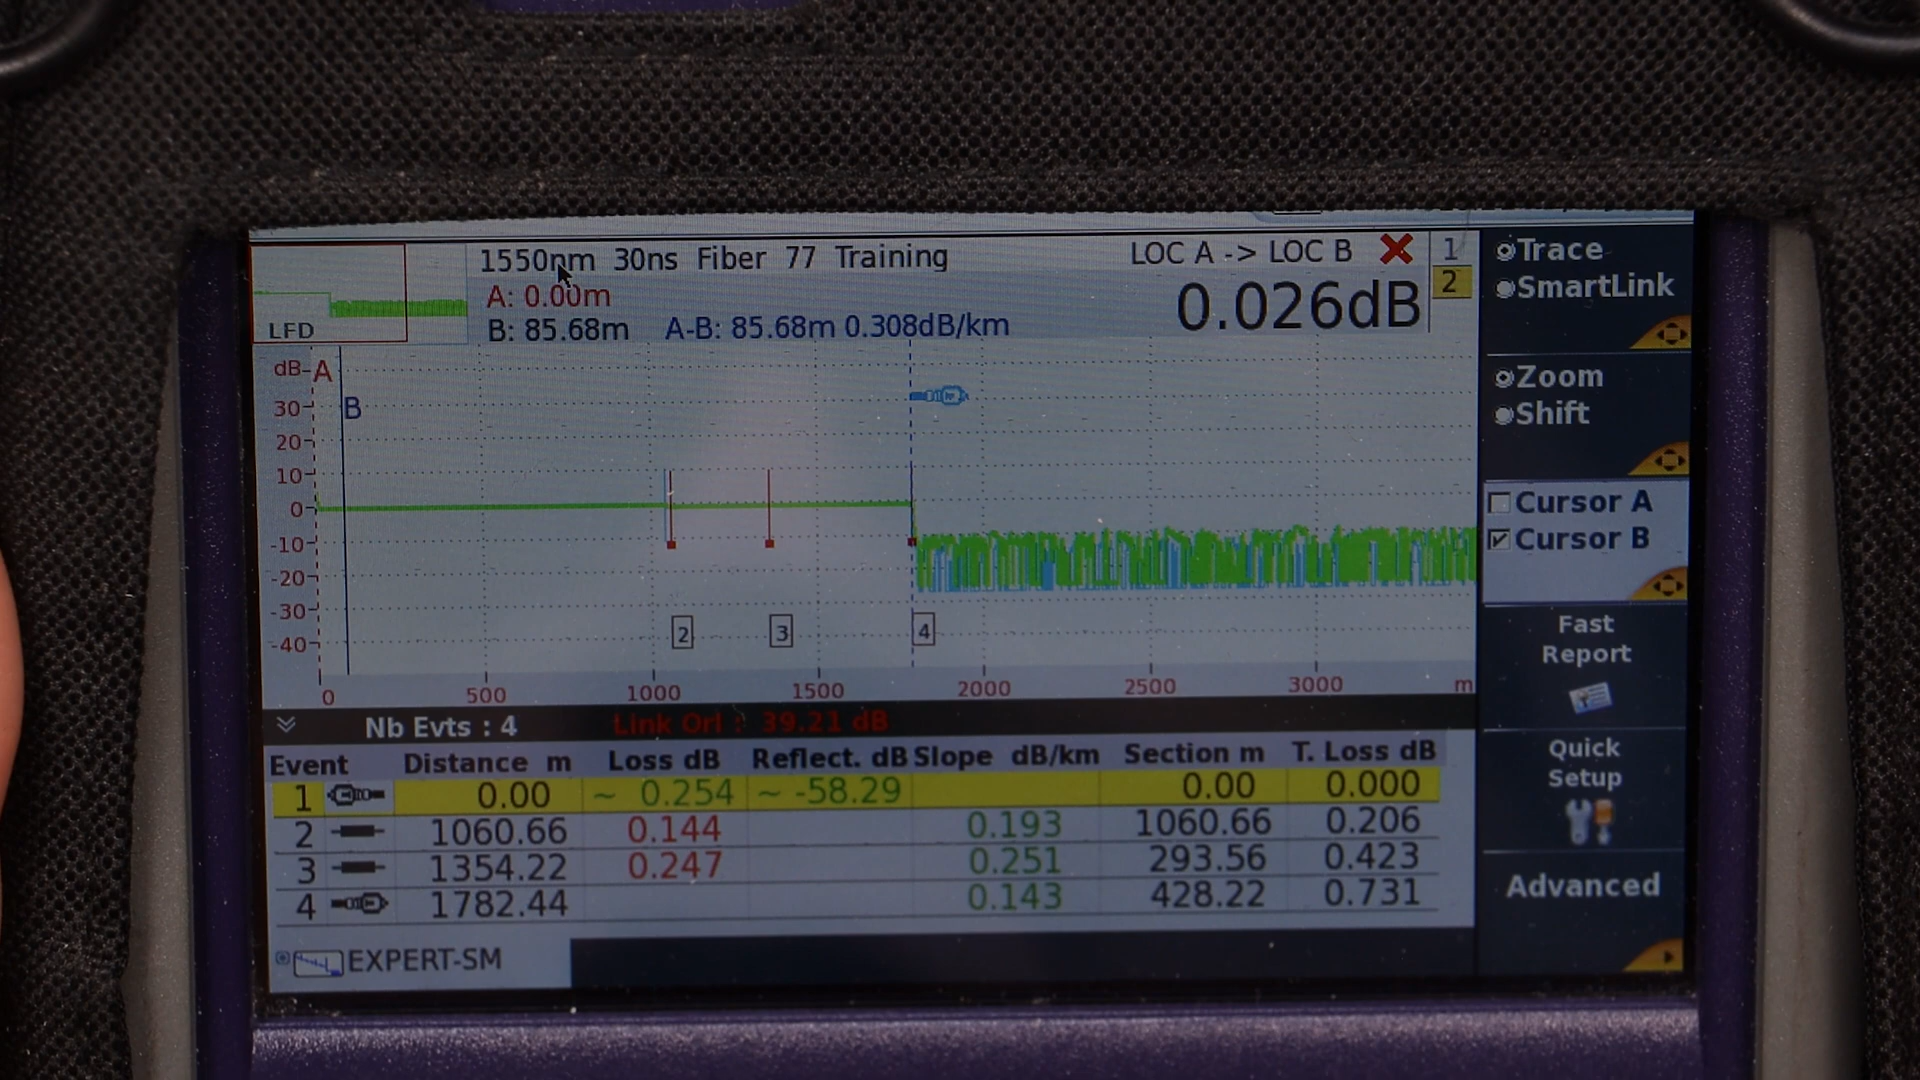 1550nm 30ns Fiber 77 Training LOC A -> LOC B 1
2
A: 0.00m
0.026dB
B: 85.68m A-B: 85.68m 0.308dB/km
LFD
dB A
B
30
20
10
0
-10
-20
-30
-40
2 3 4
0 500 1000 1500 2000 2500 3000 m
Nb Evts : 4 Link Orl : 39.21 dB
Event Distance m Loss dB Reflect. dB Slope dB/km Section m T. Loss dB
1 0.00 ~ 0.254 ~ -58.29 0.00 0.000
2 1060.66 0.144 0.193 1060.66 0.206
3 1354.22 0.247 0.251 293.56 0.423
4 1782.44 0.143 428.22 0.731
EXPERT-SM
Trace
SmartLink
Zoom
Shift
Cursor A
Cursor B
Fast
Report
Quick
Setup
Advanced